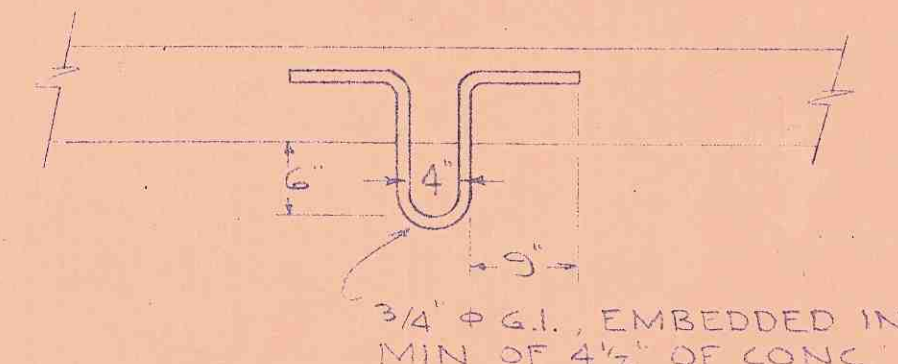 6"
4"
9"
3/4" Φ G.I., EMBEDDED IN
MIN OF 4½" OF CONC